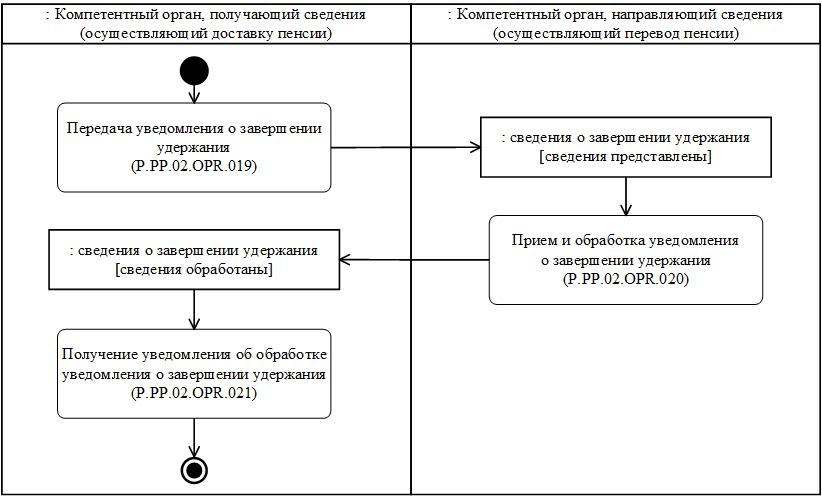 : Компетентный орган, получающий сведения
(осуществляющий доставку пенсии)
: Компетентный орган, направляющий сведения
(осуществляющий перевод пенсии)
Передача уведомления о завершении
удержания
(P.PP.02.OPR.019)
: сведения о завершении удержания
[сведения представлены]
Прием и обработка уведомления
о завершении удержания
(P.PP.02.OPR.020)
: сведения о завершении удержания
[сведения обработаны]
Получение уведомления об обработке
уведомления о завершении удержания
(P.PP.02.OPR.021)